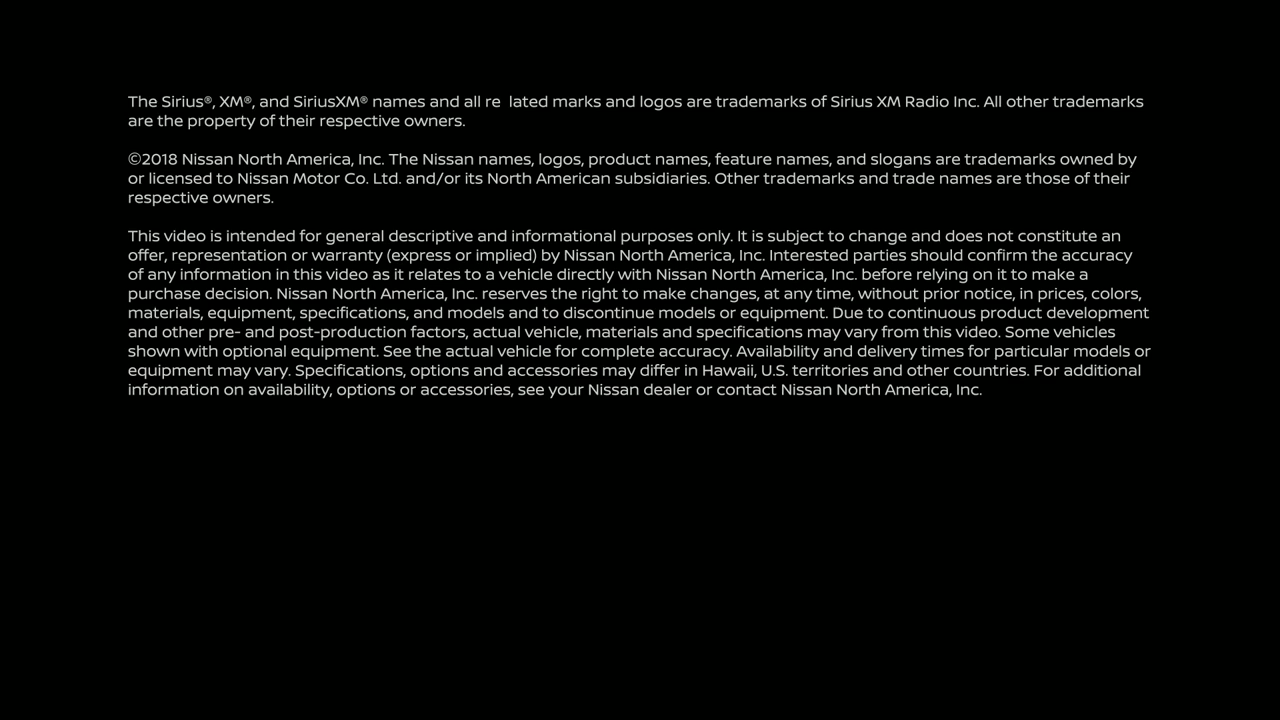 The Sirius®, XM®, and SiriusXM® names and all re  lated marks and logos are trademarks of Sirius XM Radio Inc. All other trademarks
are the property of their respective owners.
©2018 Nissan North America, Inc. The Nissan names, logos, product names, feature names, and slogans are trademarks owned by
or licensed to Nissan Motor Co. Ltd. and/or its North American subsidiaries. Other trademarks and trade names are those of their
respective owners.
This video is intended for general descriptive and informational purposes only. It is subject to change and does not constitute an
offer, representation or warranty (express or implied) by Nissan North America, Inc. Interested parties should confirm the accuracy
of any information in this video as it relates to a vehicle directly with Nissan North America, Inc. before relying on it to make a
purchase decision. Nissan North America, Inc. reserves the right to make changes, at any time, without prior notice, in prices, colors,
materials, equipment, specifications, and models and to discontinue models or equipment. Due to continuous product development
and other pre- and post-production factors, actual vehicle, materials and specifications may vary from this video. Some vehicles
shown with optional equipment. See the actual vehicle for complete accuracy. Availability and delivery times for particular models or
equipment may vary. Specifications, options and accessories may differ in Hawaii, U.S. territories and other countries. For additional
information on availability, options or accessories, see your Nissan dealer or contact Nissan North America, Inc.